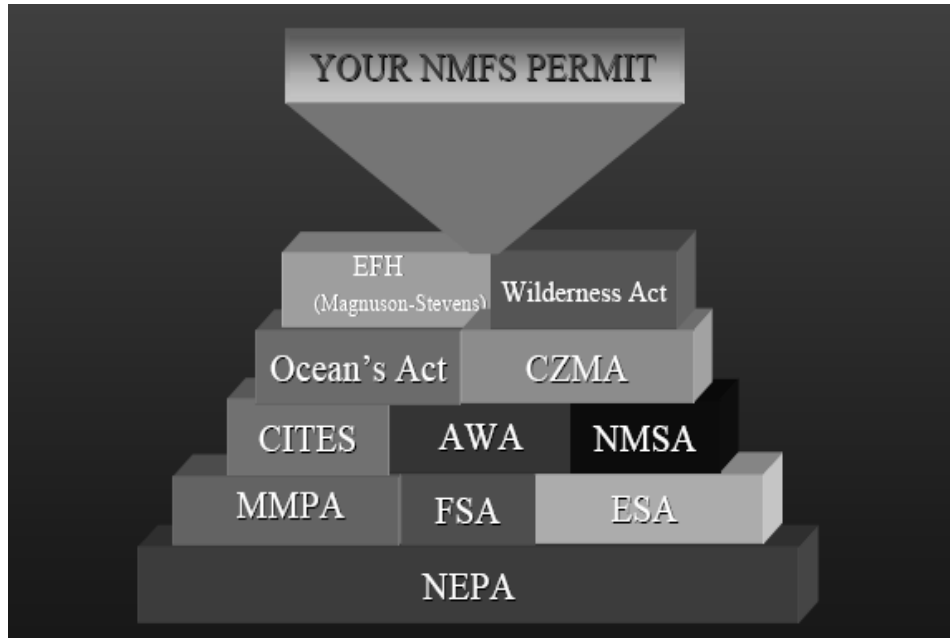 YOUR NMFS PERMIT
EFH
(Magnuson-Stevens)
Wilderness Act
Ocean's Act
CZMA
CITES
AWA
NMSA
MMPA
FSA
ESA
NEPA